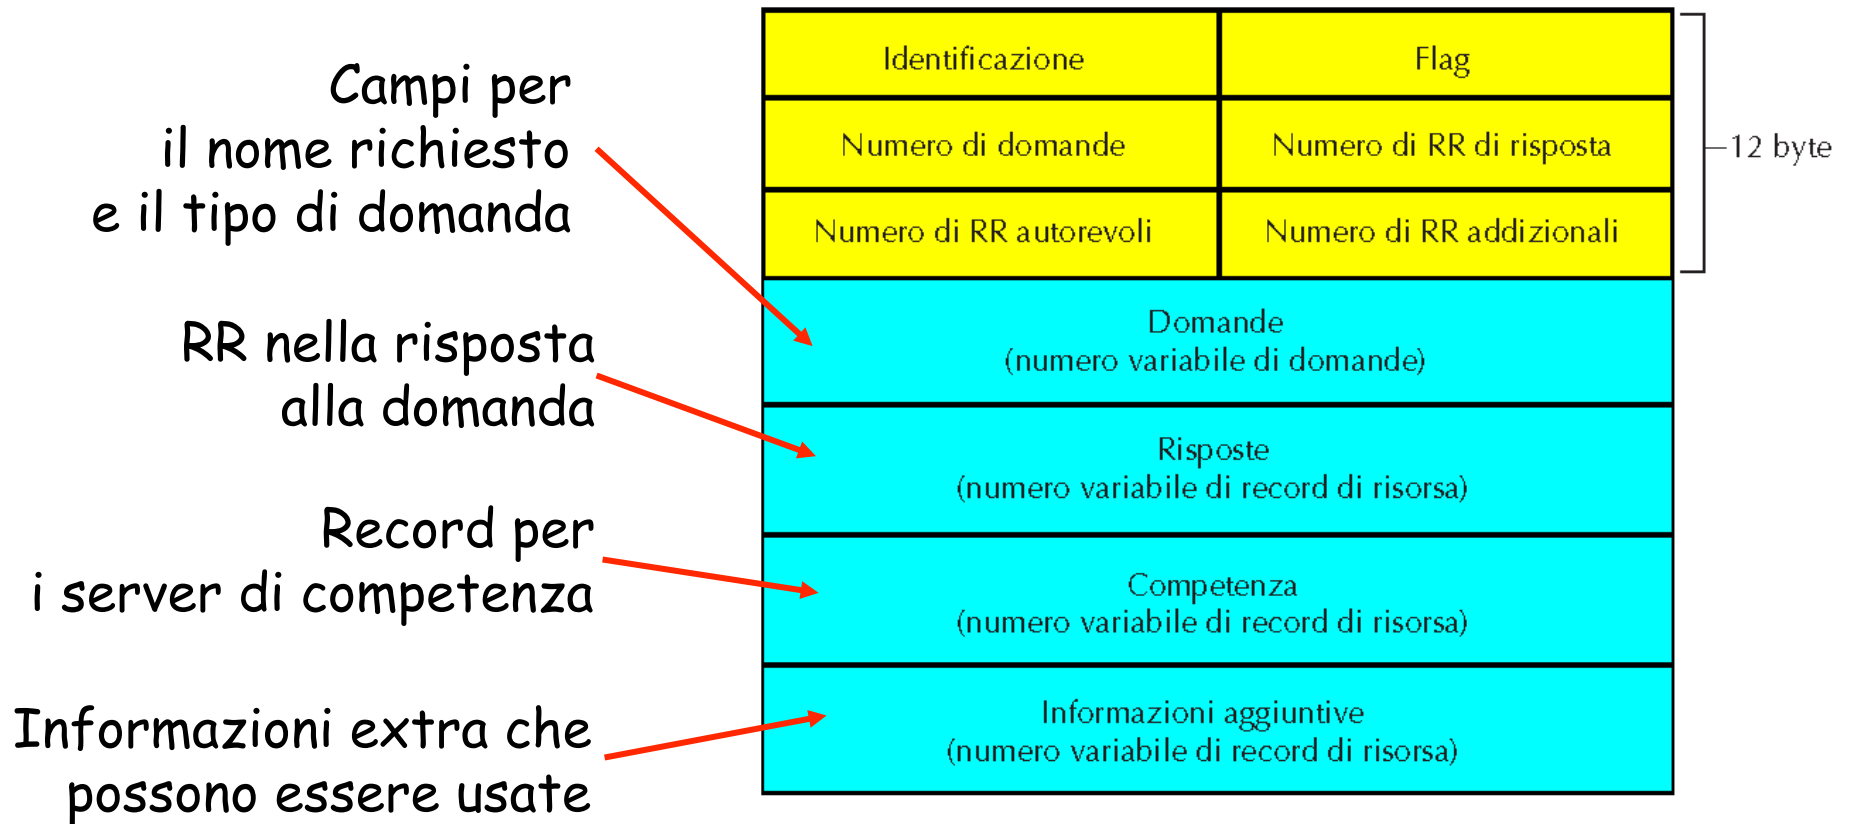 Campi per
il nome richiesto
e il tipo di domanda
RR nella risposta
alla domanda
Record per
i server di competenza
Informazioni extra che
possono essere usate
Identificazione
Flag
Numero di domande
Numero di RR di risposta
Numero di RR autorevoli
Numero di RR addizionali
12 byte
Domande
(numero variabile di domande)
Risposte
(numero variabile di record di risorsa)
Competenza
(numero variabile di record di risorsa)
Informazioni aggiuntive
(numero variabile di record di risorsa)